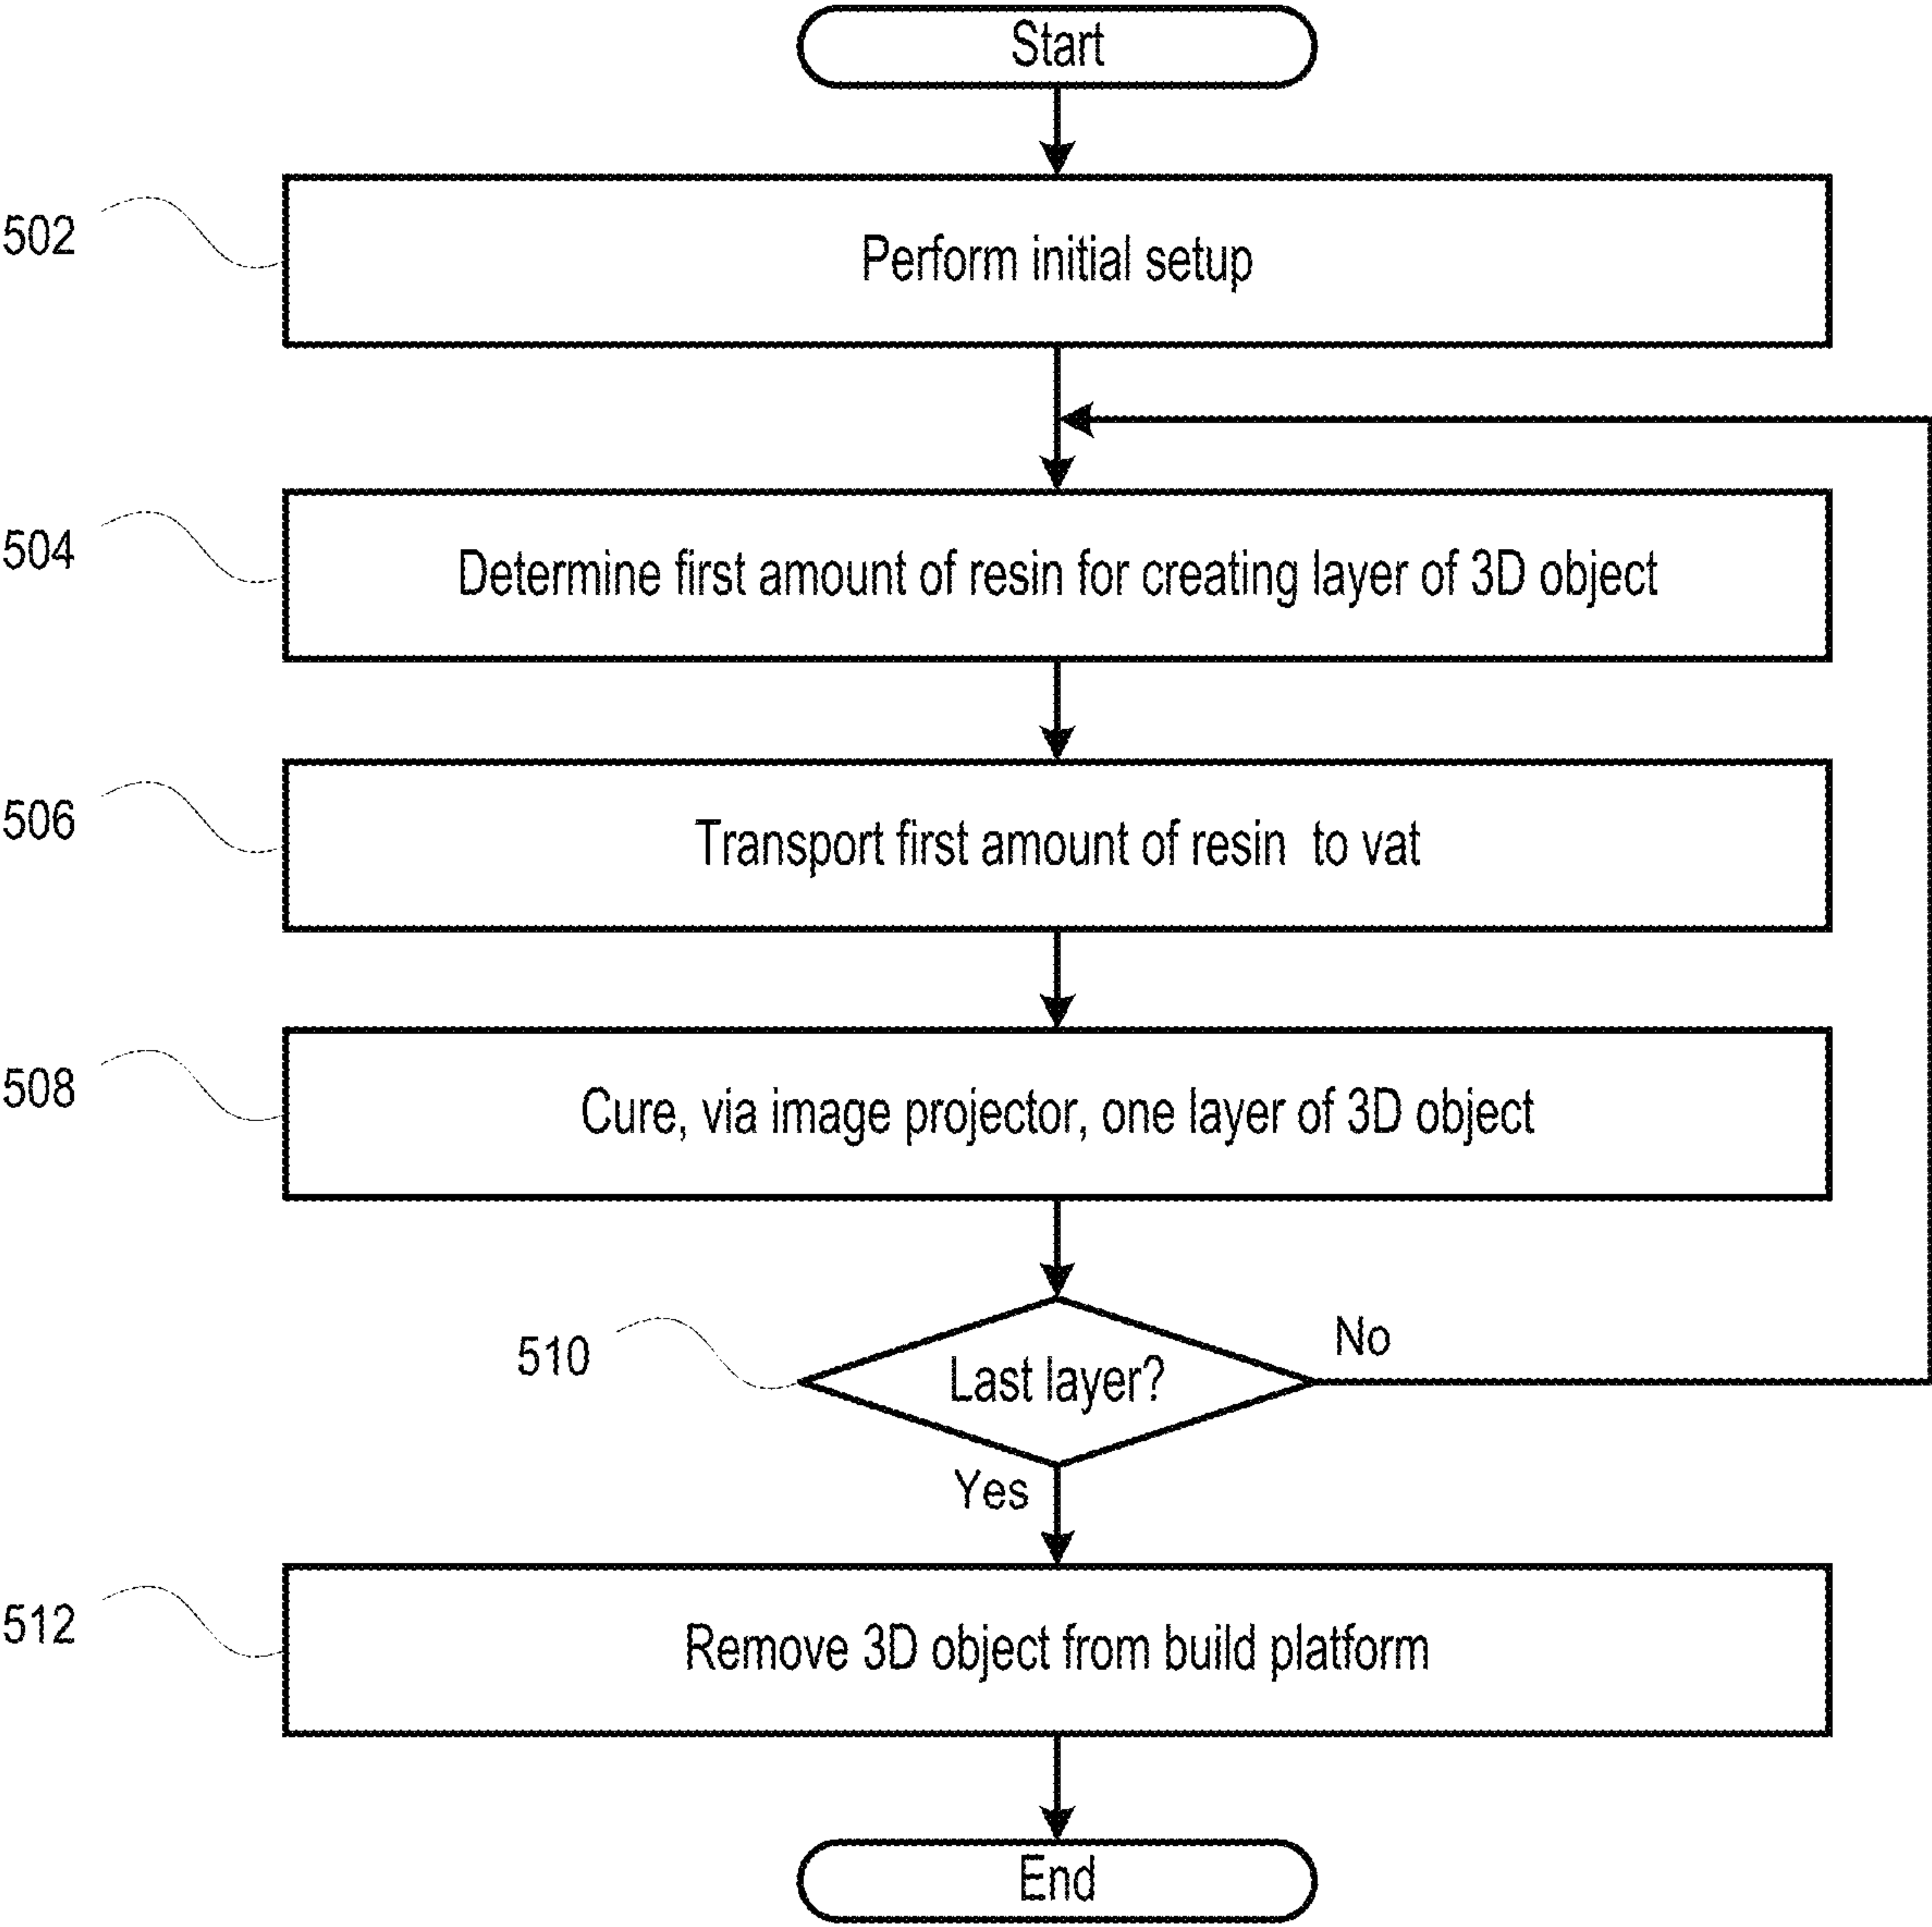 Start
502
Perform initial setup
504
Determine first amount of resin for creating layer of 3D object
506
Transport first amount of resin to vat
508
Cure, via image projector, one layer of 3D object
510
Last layer?
No
Yes
512
Remove 3D object from build platform
End